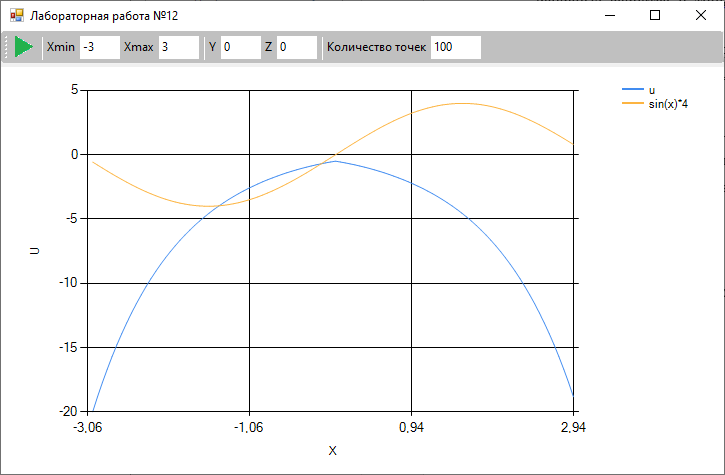 Лабораторная работа №12
Xmin -3 Xmax 3 Y 0 Z 0 Количество точек 100
u
sin(x)*4
5
0
-5
-10
-15
-20
U
-3,06 -1,06 0,94 2,94
X